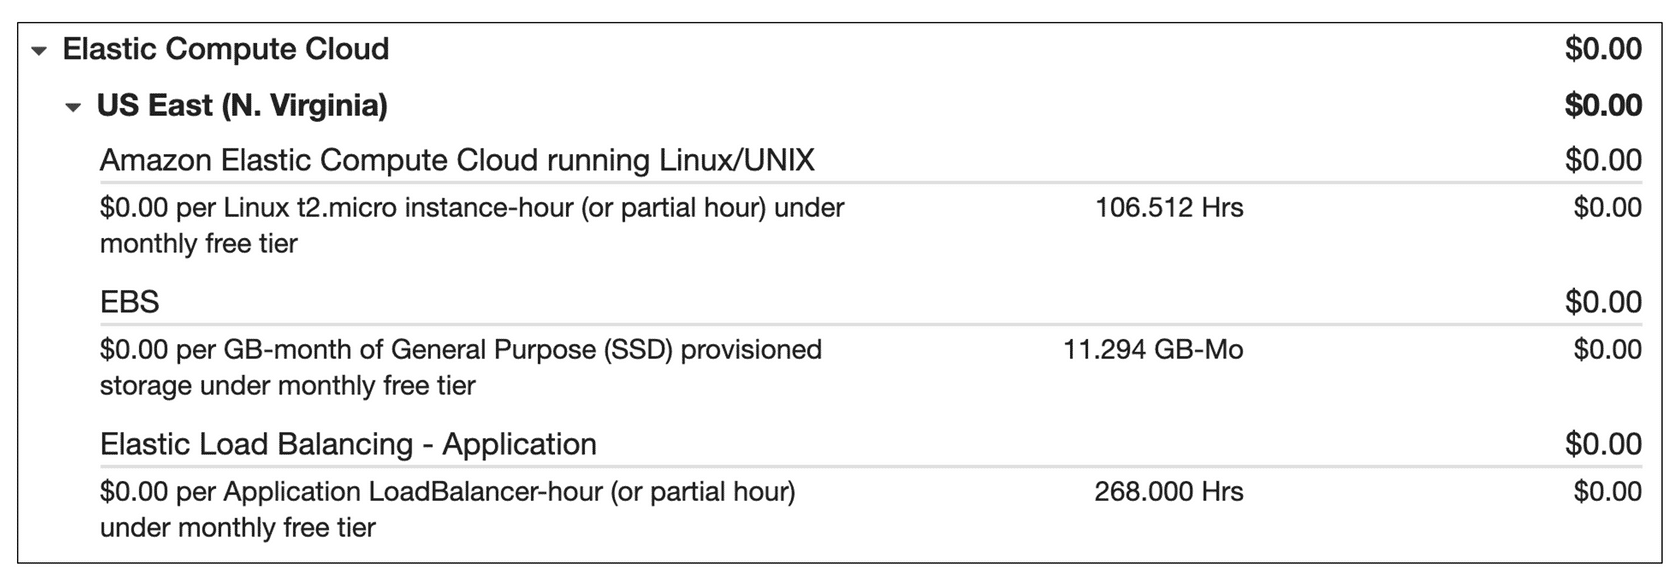 Elastic Compute Cloud $0.00
US East (N. Virginia) $0.00
Amazon Elastic Compute Cloud running Linux/UNIX $0.00
$0.00 per Linux t2.micro instance-hour (or partial hour) under 106.512 Hrs $0.00
monthly free tier
EBS $0.00
$0.00 per GB-month of General Purpose (SSD) provisioned 11.294 GB-Mo $0.00
storage under monthly free tier
Elastic Load Balancing - Application $0.00
$0.00 per Application LoadBalancer-hour (or partial hour) 268.000 Hrs $0.00
under monthly free tier